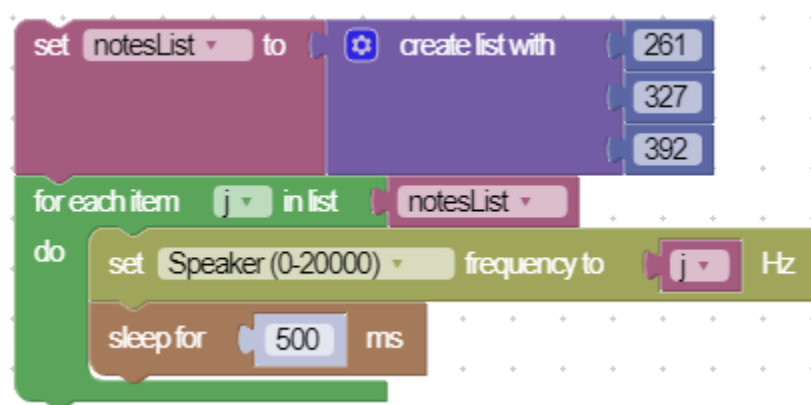 set notesList to create list with 261
327
392
for each item j in list notesList
do set Speaker (0-20000) frequency to j Hz
sleep for 500 ms